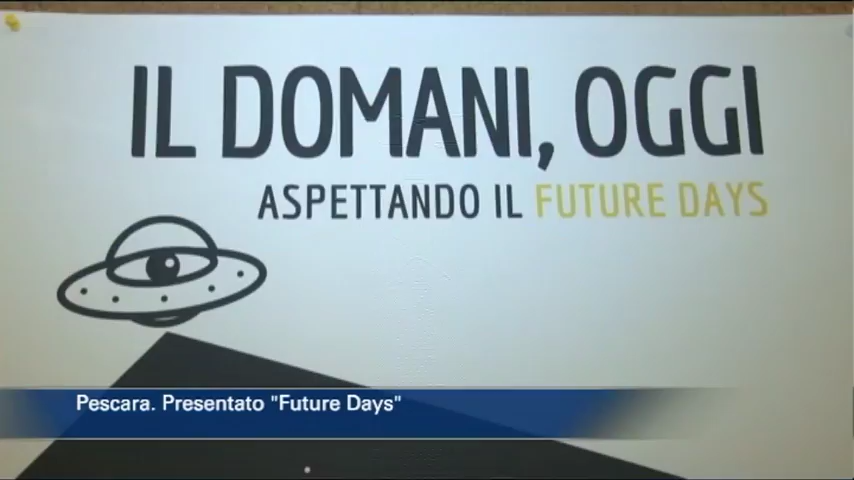 IL DOMANI, OGGI
ASPETTANDO IL FUTURE DAYS
Pescara. Presentato "Future Days"